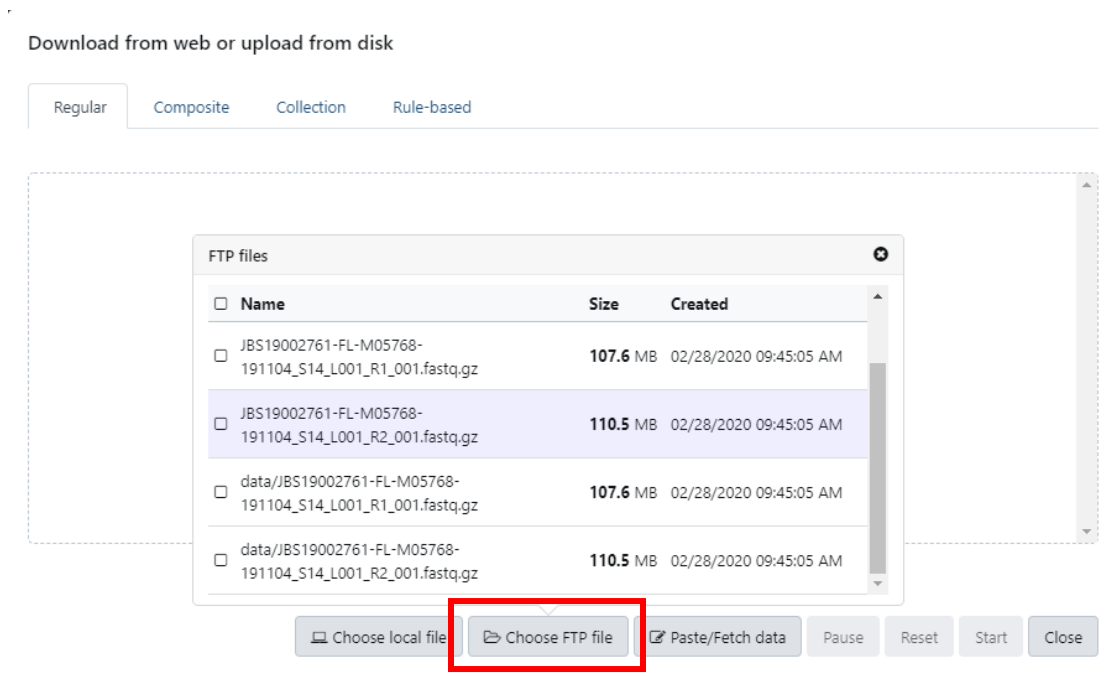 Download from web or upload from disk
Regular Composite Collection Rule-based
FTP files
Name Size Created
JBS19002761-FL-M05768-
191104_S14_L001_R1_001.fastq.gz 107.6 MB 02/28/2020 09:45:05 AM
JBS19002761-FL-M05768-
191104_S14_L001_R2_001.fastq.gz 110.5 MB 02/28/2020 09:45:05 AM
data/JBS19002761-FL-M05768-
191104_S14_L001_R1_001.fastq.gz 107.6 MB 02/28/2020 09:45:05 AM
data/JBS19002761-FL-M05768-
191104_S14_L001_R2_001.fastq.gz 110.5 MB 02/28/2020 09:45:05 AM
Choose local file Choose FTP file Paste/Fetch data Pause Reset Start Close